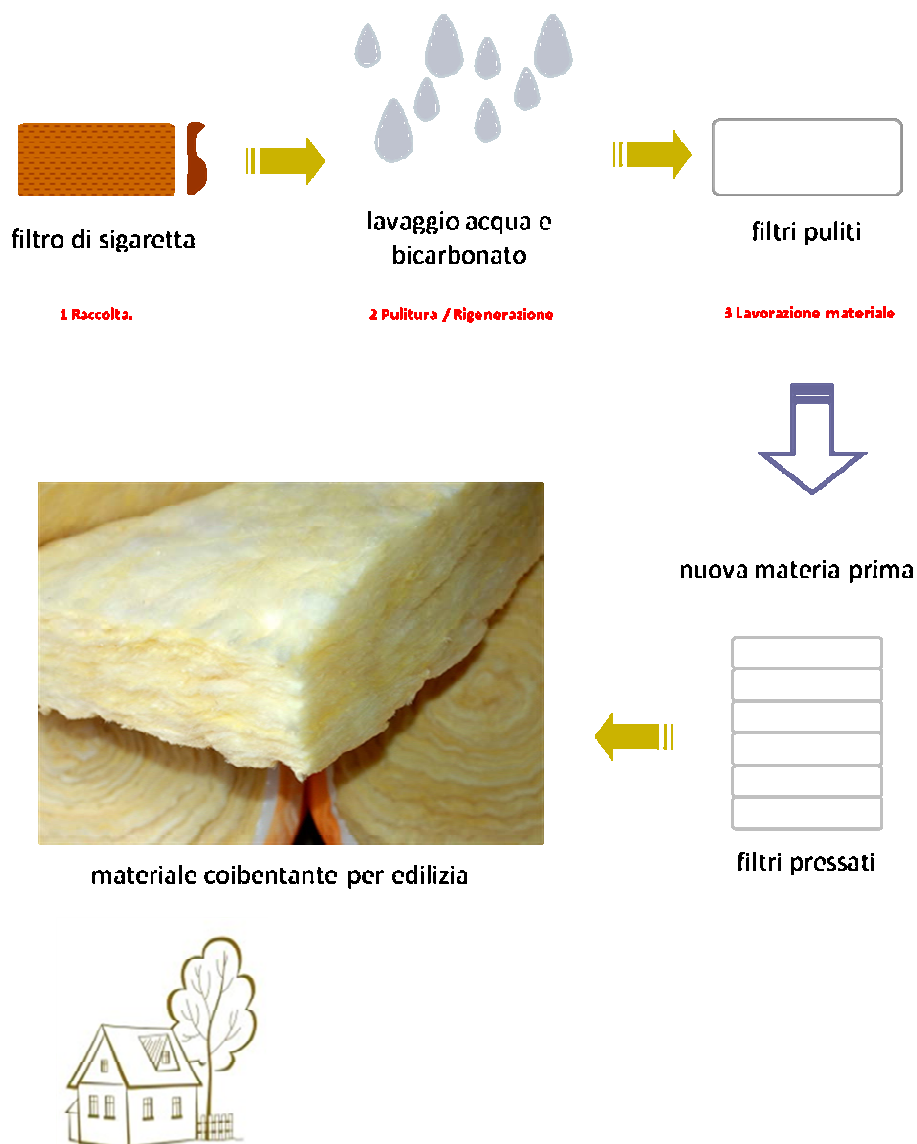 filtro di sigaretta
lavaggio acqua e
bicarbonato
filtri puliti
1 Raccolta.
2 Pulitura / Rigenerazione
3 Lavorazione materiale
nuova materia prima
filtri pressati
materiale coibentante per edilizia